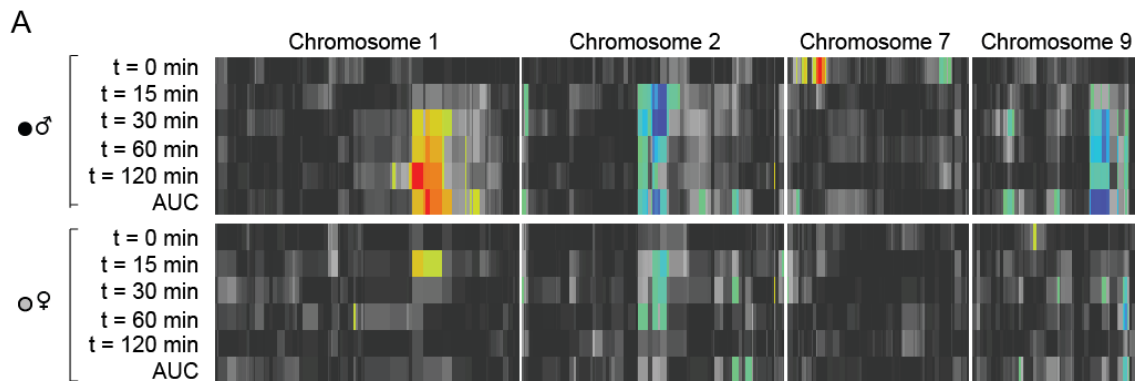 A
Chromosome 1 Chromosome 2 Chromosome 7 Chromosome 9
t = 0 min
t = 15 min
t = 30 min
t = 60 min
t = 120 min
AUC
♂
t = 0 min
t = 15 min
t = 30 min
t = 60 min
t = 120 min
AUC
♀